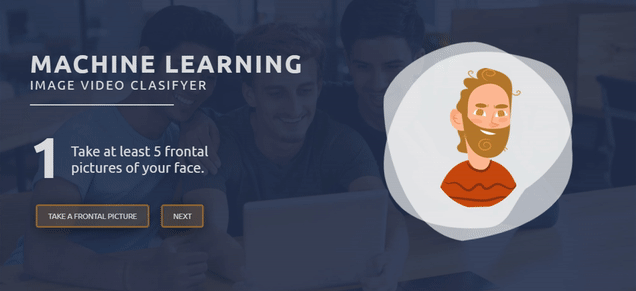 MACHINE LEARNING
IMAGE VIDEO CLASIFYER
1
Take at least 5 frontal
pictures of your face.
TAKE A FRONTAL PICTURE
NEXT